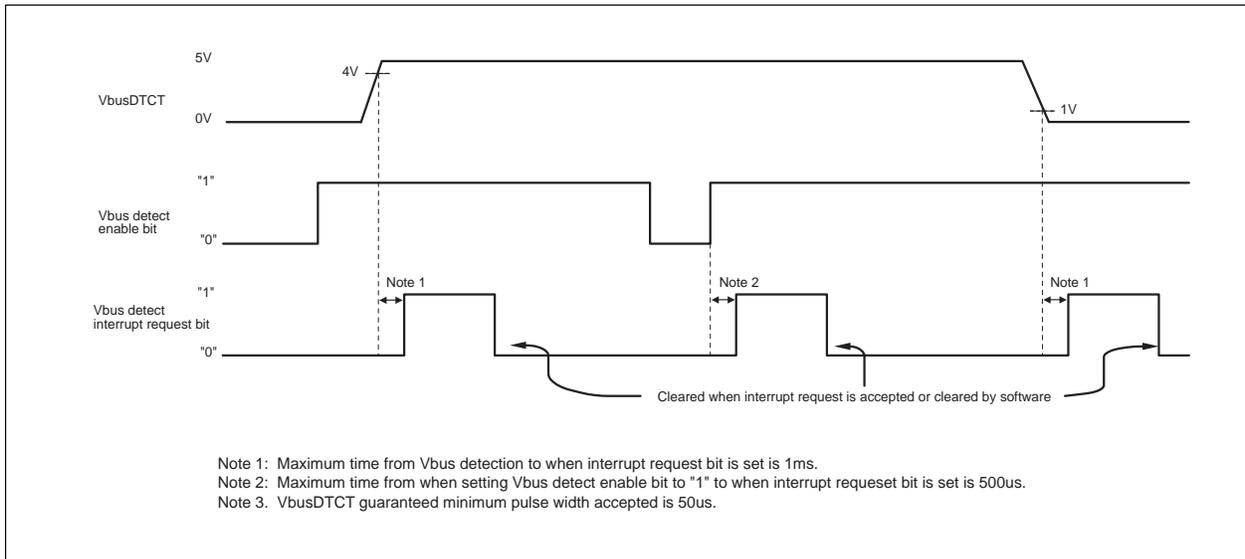 5V
4V
VbusDTCT
0V
1V
"1"
Vbus detect
enable bit
"0"
Note 1
Note 2
Note 1
"1"
Vbus detect
interrupt request bit
"0"
Cleared when interrupt request is accepted or cleared by software
Note 1: Maximum time from Vbus detection to when interrupt request bit is set is 1ms.
Note 2: Maximum time from when setting Vbus detect enable bit to "1" to when interrupt requeset bit is set is 500us.
Note 3. VbusDTCT guaranteed minimum pulse width accepted is 50us.